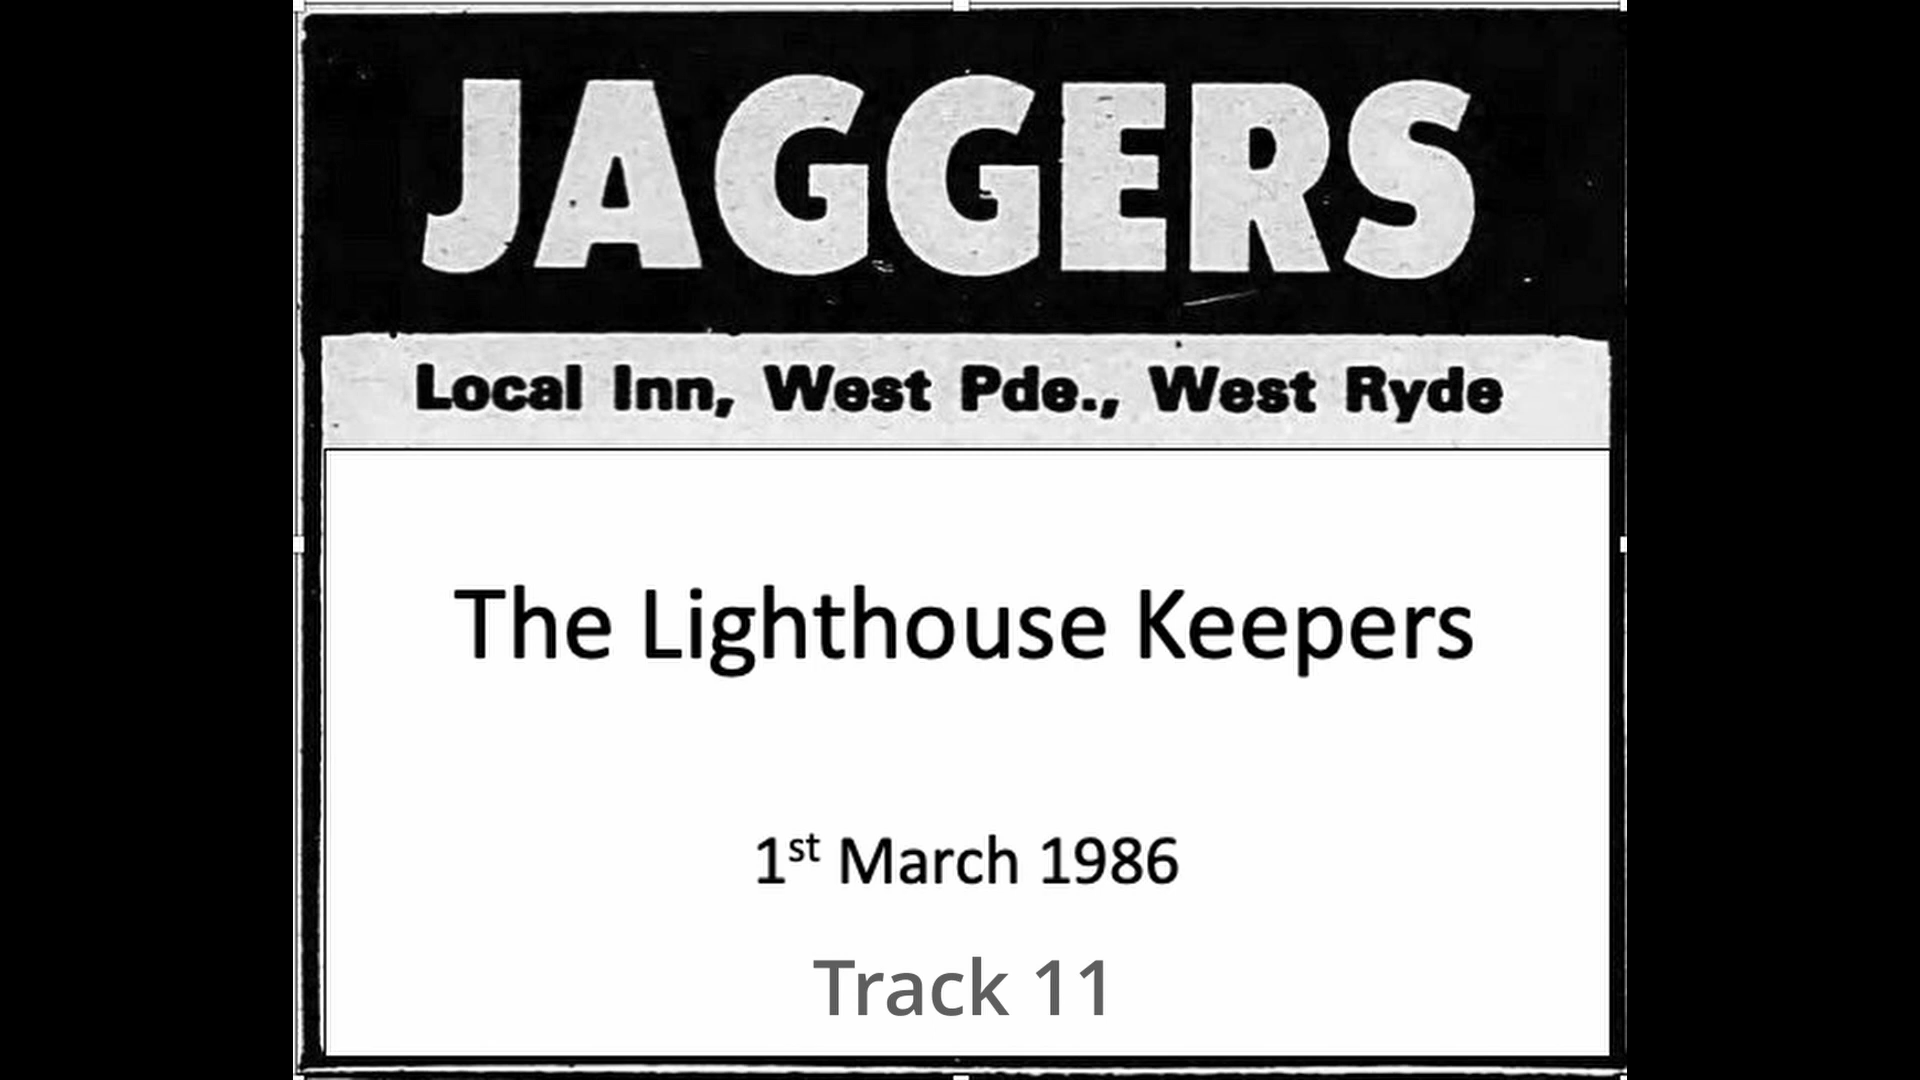 JAGGERS
Local Inn, West Pde., West Ryde
The Lighthouse Keepers
1st March 1986
Track 11